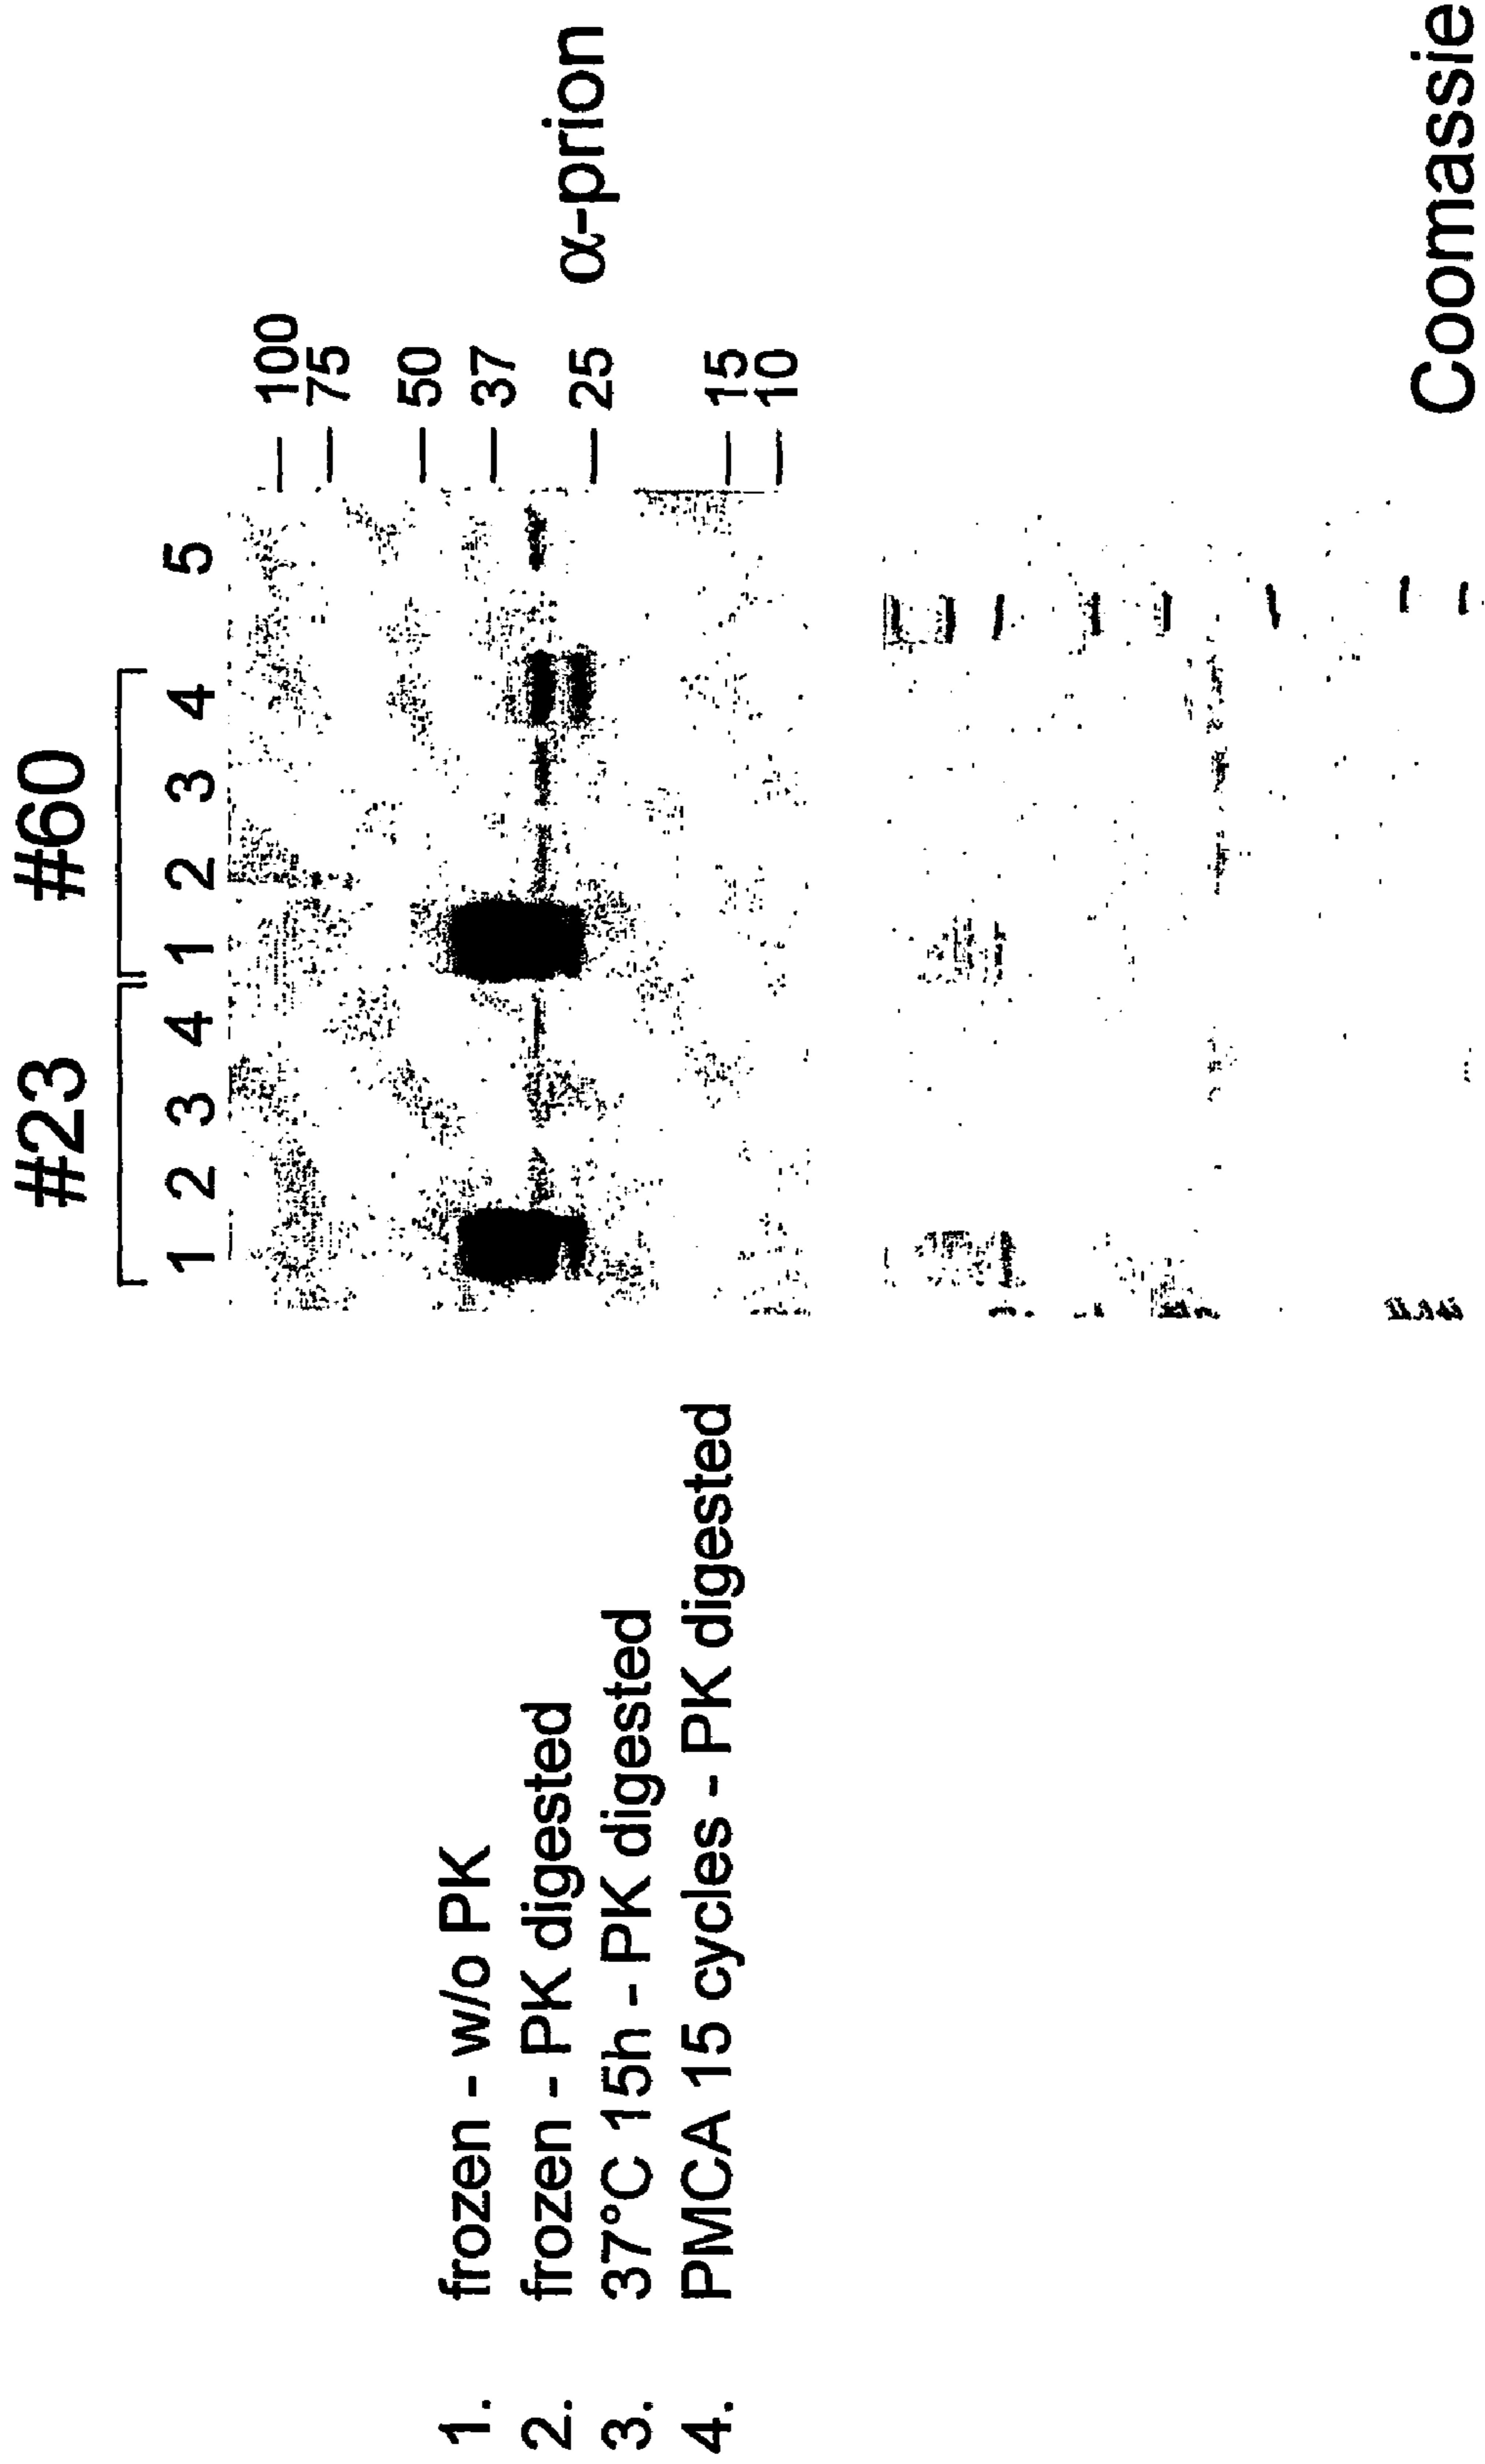 #23 #60
1 2 3 4 1 2 3 4 5
100
75
50
37
25
15
10
α-prion
1. frozen - w/o PK
2. frozen - PK digested
3. 37°C 15h - PK digested
4. PMCA 15 cycles - PK digested
Coomassie